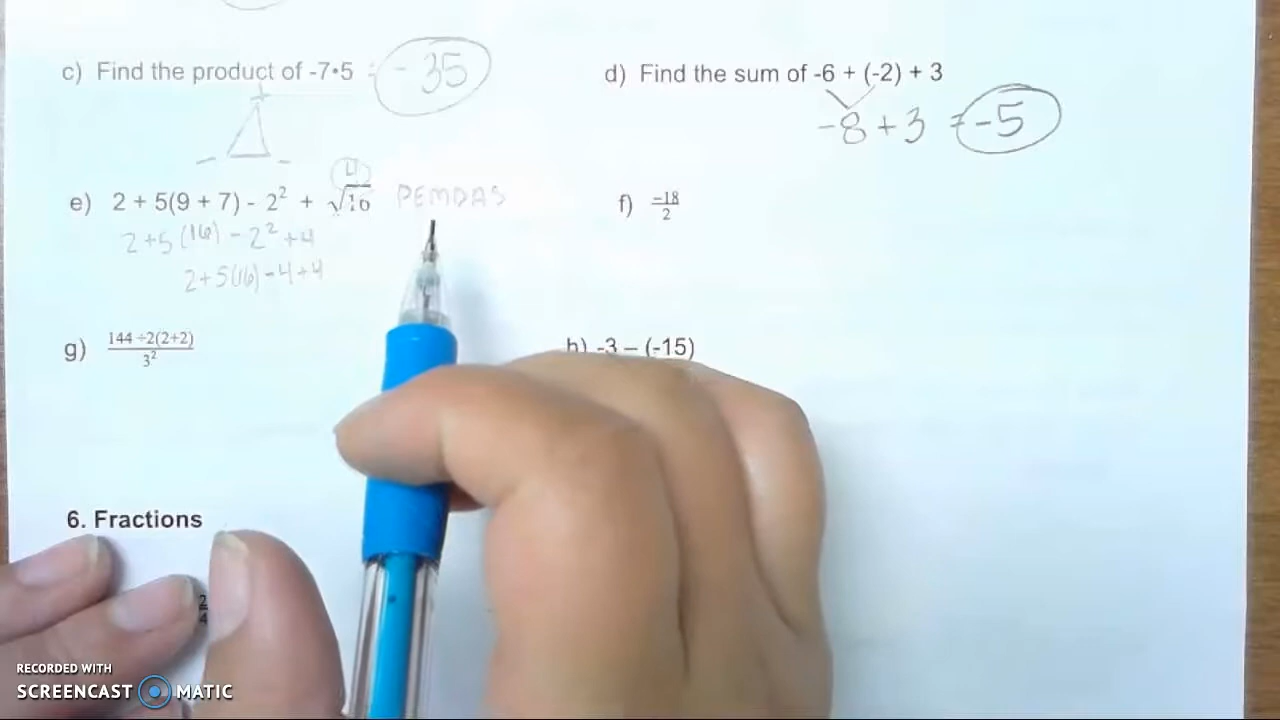 c) Find the product of -7•5 = -35
d) Find the sum of -6 + (-2) + 3
-8 + 3 = -5
e) 2 + 5(9 + 7) - 2² + √16 PEMDAS
4
2+5(16) - 2² + 4
2+5(16) - 4 + 4
f) -18/2
g) 144 ÷2(2+2)/3²
h) -3 – (-15)
6. Fractions
2/4
RECORDED WITH
SCREENCAST MATIC